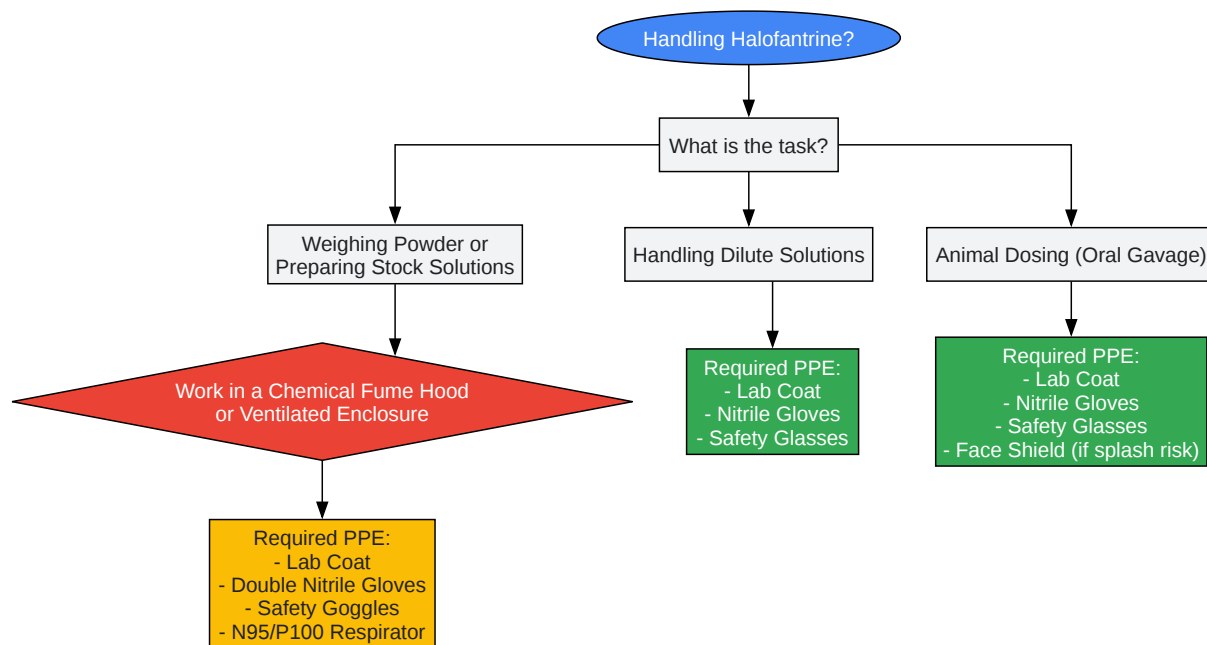 Handling Halofantrine?
What is the task?
Weighing Powder or
Preparing Stock Solutions
Handling Dilute Solutions
Animal Dosing (Oral Gavage)
Work in a Chemical Fume Hood
or Ventilated Enclosure
Required PPE:
- Lab Coat
- Nitrile Gloves
- Safety Glasses
Required PPE:
- Lab Coat
- Nitrile Gloves
- Safety Glasses
- Face Shield (if splash risk)
Required PPE:
- Lab Coat
- Double Nitrile Gloves
- Safety Goggles
- N95/P100 Respirator